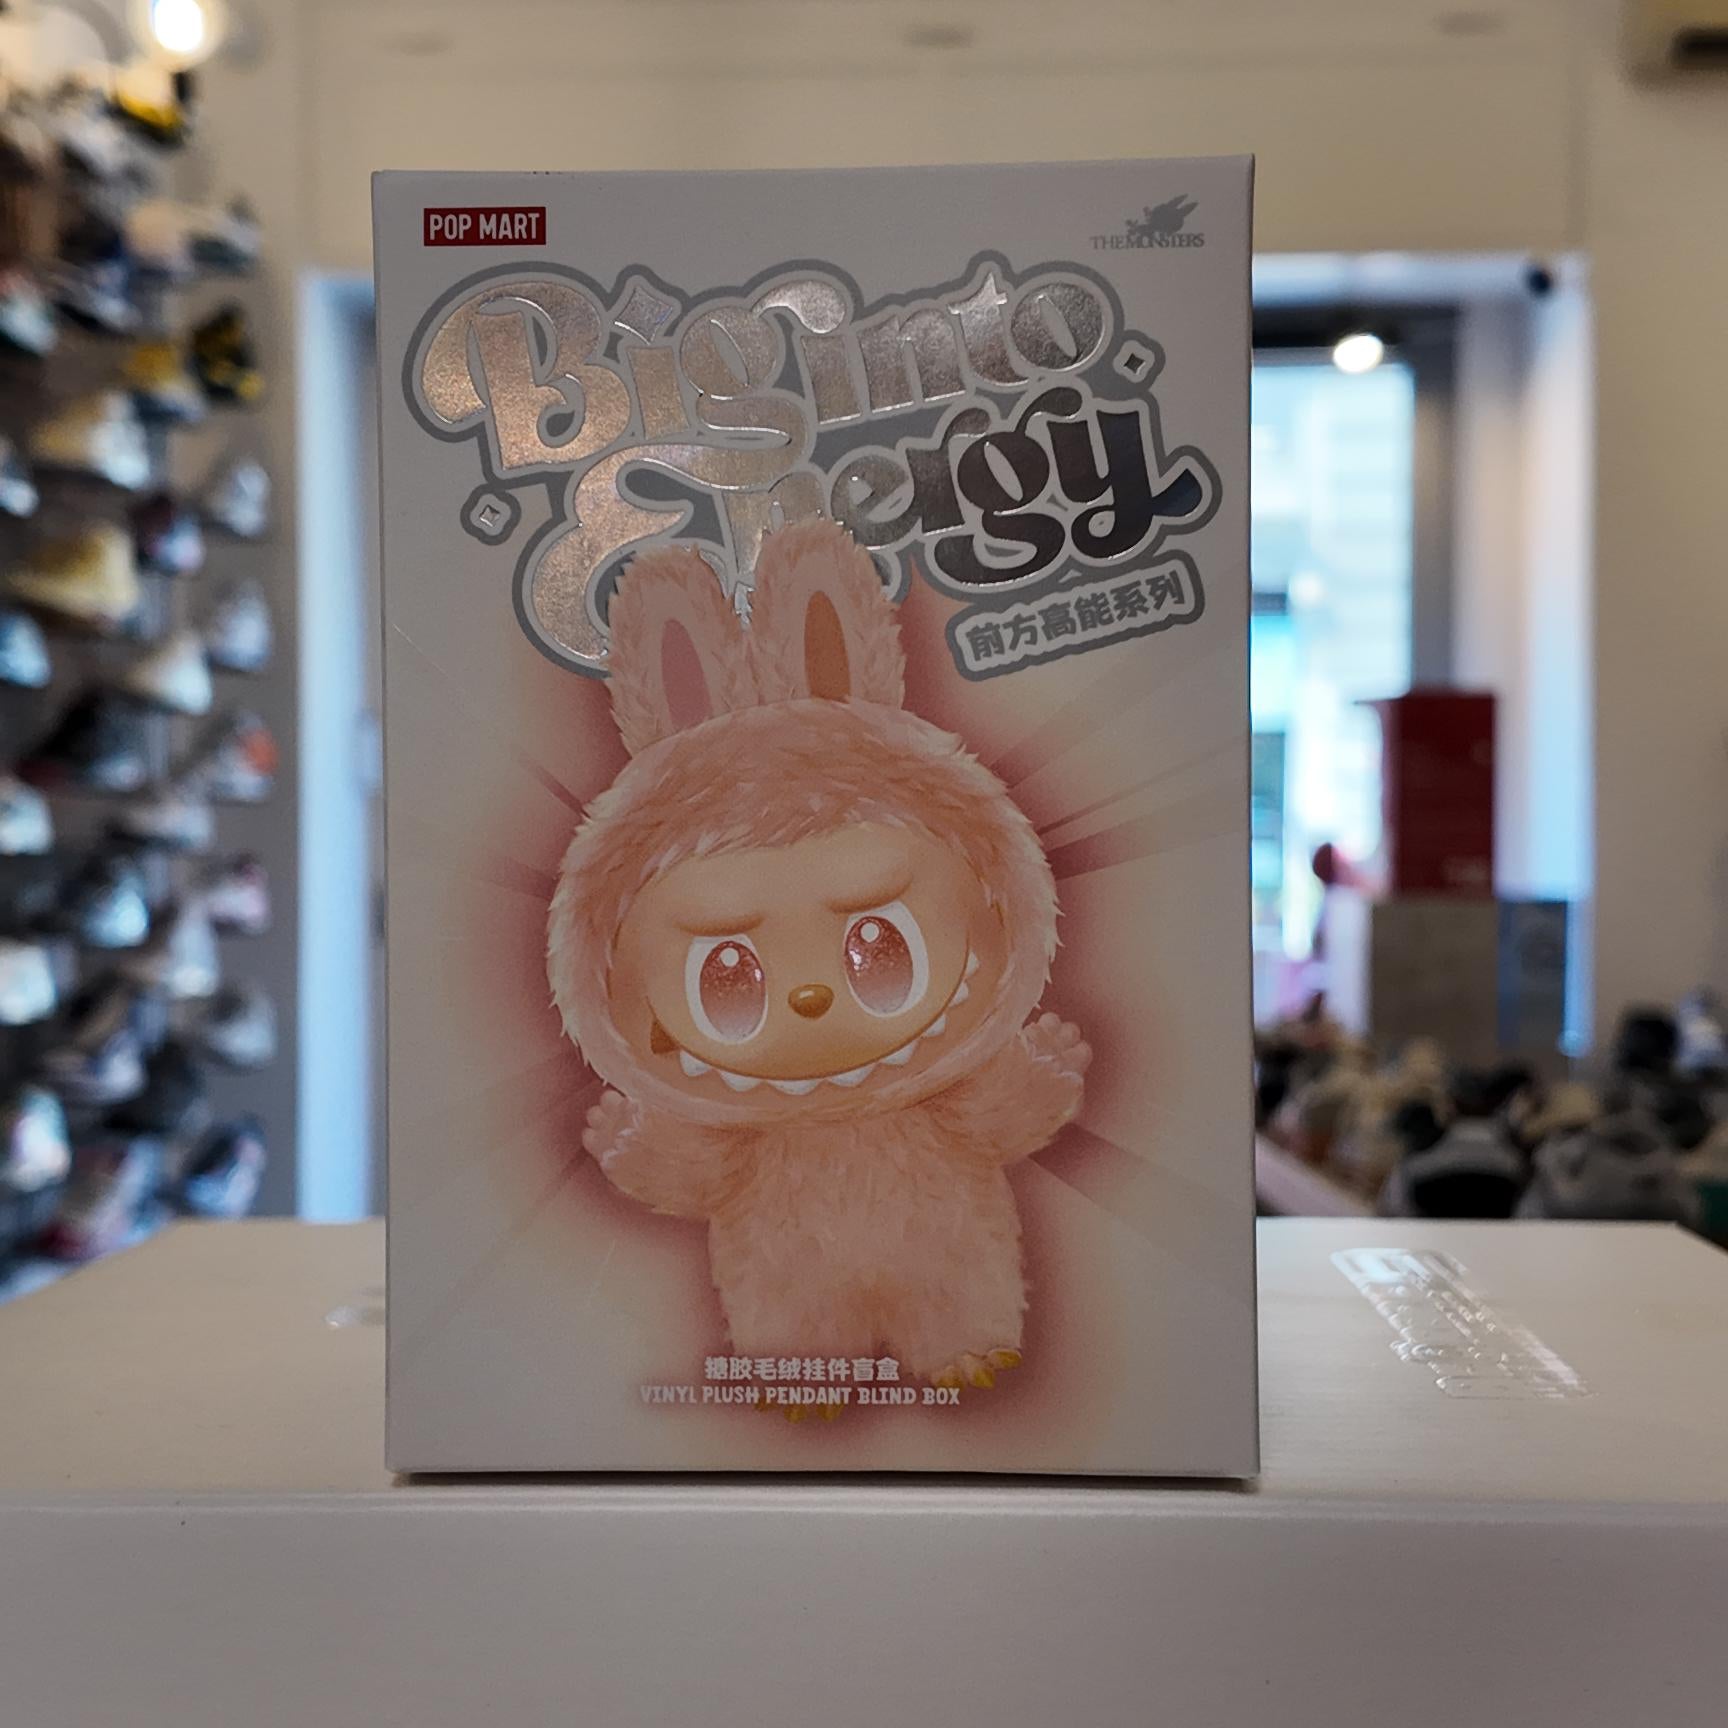 POP MART
THE MONSTERS
Big into
Energy
前方高能系列
搪胶毛绒挂件盲盒
VINYL PLUSH PENDANT BLIND BOX